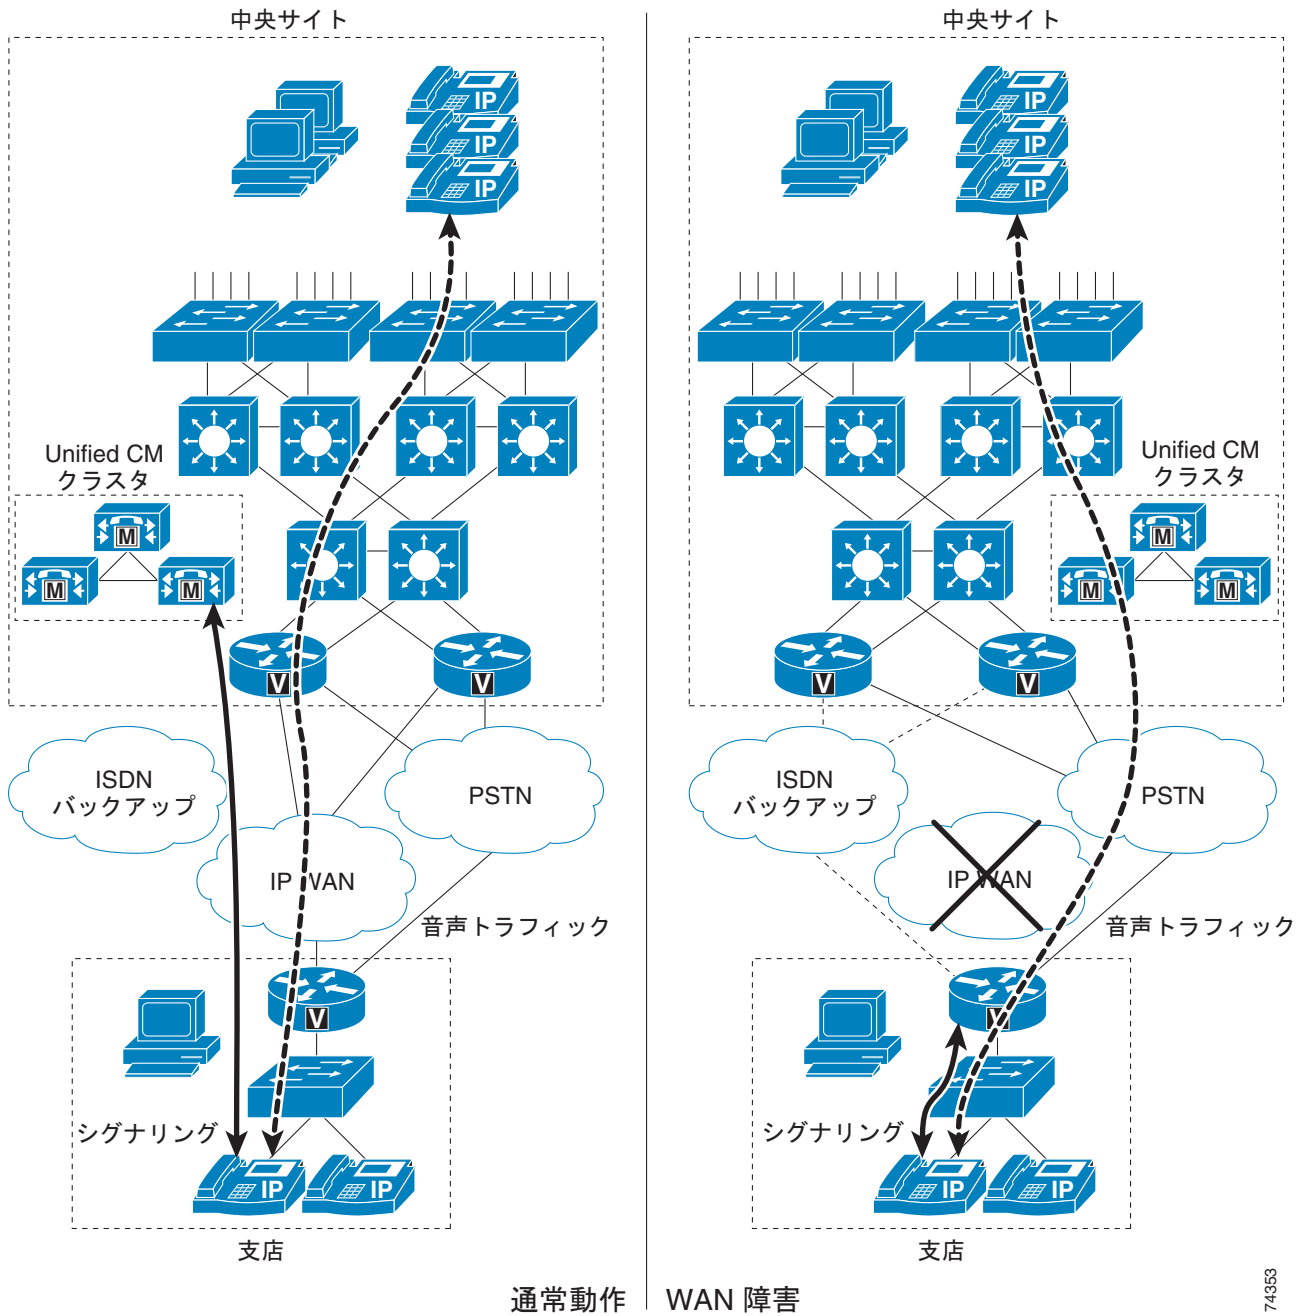 中央サイト
IP
IP
IP
Unified CM
クラスタ
M
M
M
V
V
ISDN
バックアップ
PSTN
IP WAN
音声トラフィック
V
シグナリング
IP
IP
支店
通常動作
中央サイト
IP
IP
IP
Unified CM
クラスタ
M
M
M
V
V
ISDN
バックアップ
PSTN
IP WAN
音声トラフィック
V
シグナリング
IP
IP
支店
WAN 障害
74353